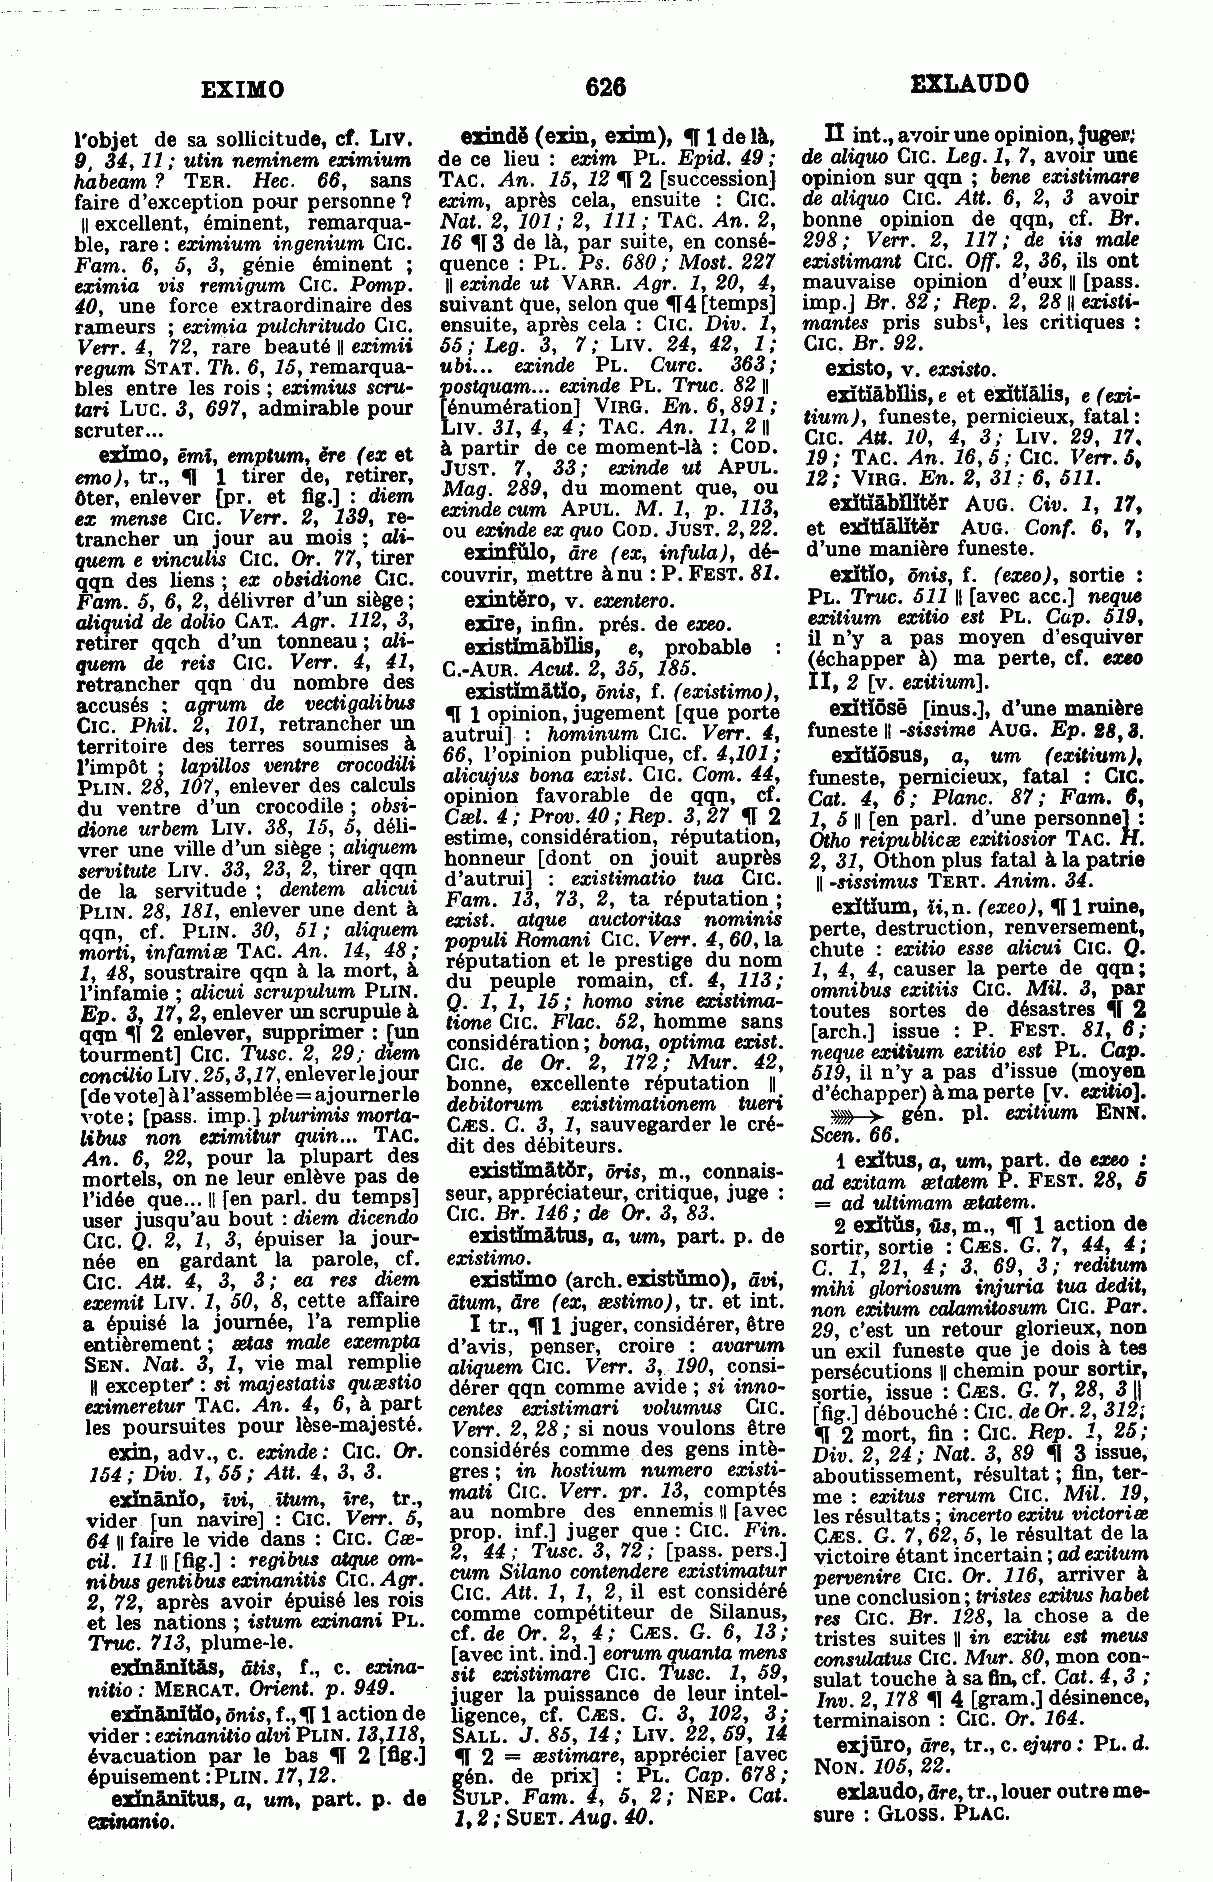 EXIMO
626
EXLAUDO
l'objet de sa sollicitude, cf. LIV.
9, 34, 11 ; utin neminem eximium
habeam ? TER. Hec. 66, sans
faire d'exception pour personne ?
‖ excellent, éminent, remarqua-
ble, rare : eximium ingenium CIC.
Fam. 6, 5, 3, génie éminent ;
eximia vis remigum CIC. Pomp.
40, une force extraordinaire des
rameurs ; eximia pulchritudo CIC.
Verr. 4, 72, rare beauté ‖ eximii
regum STAT. Th. 6, 15, remarqua-
bles entre les rois ; eximius scru-
tari LUC. 3, 697, admirable pour
scruter...
exĭmo, ēmī, emptum, ĕre (ex et
emo), tr., ¶ 1 tirer de, retirer,
ôter, enlever [pr. et fig.] : diem
ex mense CIC. Verr. 2, 139, re-
trancher un jour au mois ; ali-
quem e vinculis CIC. Or. 77, tirer
qqn des liens ; ex obsidione CIC.
Fam. 5, 6, 2, délivrer d'un siège ;
aliquid de dolio CAT. Agr. 112, 3,
retirer qqch d'un tonneau ; ali-
quem de reis CIC. Verr. 4, 41,
retrancher qqn du nombre des
accusés ; agrum de vectigalibus
CIC. Phil. 2, 101, retrancher un
territoire des terres soumises à
l'impôt ; lapillos ventre crocodili
PLIN. 28, 107, enlever des calculs
du ventre d'un crocodile ; obsi-
dione urbem LIV. 38, 15, 5, déli-
vrer une ville d'un siège ; aliquem
servitute LIV. 33, 23, 2, tirer qqn
de la servitude ; dentem alicui
PLIN. 28, 181, enlever une dent à
qqn, cf. PLIN. 30, 51 ; aliquem
morti, infamiæ TAC. An. 14, 48 ;
1, 48, soustraire qqn à la mort, à
l'infamie ; alicui scrupulum PLIN.
Ep. 3, 17, 2, enlever un scrupule à
qqn ¶ 2 enlever, supprimer : [un
tourment] CIC. Tusc. 2, 29 ; diem
concilio LIV. 25, 3, 17, enlever le jour
[de vote] à l'assemblée = ajourner le
vote ; [pass. imp.] plurimis morta-
libus non eximitur quin... TAC.
An. 6, 22, pour la plupart des
mortels, on ne leur enlève pas de
l'idée que... ‖ [en parl. du temps]
user jusqu'au bout : diem dicendo
CIC. Q. 2, 1, 3, épuiser la jour-
née en gardant la parole, cf.
CIC. Att. 4, 3, 3 ; ea res diem
exemit LIV. 1, 50, 8, cette affaire
a épuisé la journée, l'a remplie
entièrement ; ætas male exempta
SEN. Nat. 3, 1, vie mal remplie
‖ excepter : si majestatis quæstio
eximeretur TAC. An. 4, 6, à part
les poursuites pour lèse-majesté.
exin, adv., c. exinde : CIC. Or.
154 ; Div. 1, 55 ; Att. 4, 3, 3.
exĭnānĭo, īvi, ītum, īre, tr.,
vider [un navire] : CIC. Verr. 5,
64 ‖ faire le vide dans : CIC. Cæ-
cil. 11 ‖ [fig.] : regibus atque om-
nibus gentibus exinanitis CIC. Agr.
2, 72, après avoir épuisé les rois
et les nations ; istum exinani PL.
Truc. 713, plume-le.
exĭnānĭtās, ātis, f., c. exina-
nitio : MERCAT. Orient. p. 949.
exĭnānītĭo, ōnis, f., ¶ 1 action de
vider : exinanitio alvi PLIN. 13,118,
évacuation par le bas ¶ 2 [fig.]
épuisement : PLIN. 17, 12.
exĭnānītus, a, um, part. p. de
exinanio.
exindĕ (exin, exim), ¶ 1 de là,
de ce lieu : exim PL. Epid. 49 ;
TAC. An. 15, 12 ¶ 2 [succession]
exim, après cela, ensuite : CIC.
Nat. 2, 101 ; 2, 111 ; TAC. An. 2,
16 ¶ 3 de là, par suite, en consé-
quence : PL. Ps. 680 ; Most. 227
‖ exinde ut VARR. Agr. 1, 20, 4,
suivant que, selon que ¶ 4 [temps]
ensuite, après cela : CIC. Div. 1,
55 ; Leg. 3, 7 ; LIV. 24, 42, 1 ;
ubi... exinde PL. Curc. 363 ;
postquam... exinde PL. Truc. 82 ‖
[énumération] VIRG. En. 6, 891 ;
LIV. 31, 4, 4 ; TAC. An. 11, 2 ‖
à partir de ce moment-là : COD.
JUST. 7, 33 ; exinde ut APUL.
Mag. 289, du moment que, ou
exinde cum APUL. M. 1, p. 113,
ou exinde ex quo COD. JUST. 2, 22.
exinfŭlo, āre (ex, infula), dé-
couvrir, mettre à nu : P. FEST. 81.
exintĕro, v. exentero.
exīre, infin. prés. de exeo.
existĭmābĭlis, e, probable :
C.-AUR. Acut. 2, 35, 185.
existĭmātĭo, ōnis, f. (existimo),
¶ 1 opinion, jugement [que porte
autrui] : hominum CIC. Verr. 4,
66, l'opinion publique, cf. 4,101 ;
alicujus bona exist. CIC. Com. 44,
opinion favorable de qqn, cf.
Cæl. 4 ; Prov. 40 ; Rep. 3, 27 ¶ 2
estime, considération, réputation,
honneur [dont on jouit auprès
d'autrui] : existimatio tua CIC.
Fam. 13, 73, 2, ta réputation ;
exist. atque auctoritas nominis
populi Romani CIC. Verr. 4, 60, la
réputation et le prestige du nom
du peuple romain, cf. 4, 113 ;
Q. 1, 1, 15 ; homo sine existima-
tione CIC. Flac. 52, homme sans
considération ; bona, optima exist.
CIC. de Or. 2, 172 ; Mur. 42,
bonne, excellente réputation ‖
debitorum existimationem tueri
CÆS. C. 3, 1, sauvegarder le cré-
dit des débiteurs.
existĭmātŏr, ōris, m., connais-
seur, appréciateur, critique, juge :
CIC. Br. 146 ; de Or. 3, 83.
existĭmātus, a, um, part. p. de
existimo.
existĭmo (arch. existŭmo), āvi,
ātum, āre (ex, æstimo), tr. et int.
I tr., ¶ 1 juger, considérer, être
d'avis, penser, croire : avarum
aliquem CIC. Verr. 3, 190, consi-
dérer qqn comme avide ; si inno-
centes existimari volumus CIC.
Verr. 2, 28 : si nous voulons être
considérés comme des gens intè-
gres ; in hostium numero existi-
mati CIC. Verr. pr. 13, comptés
au nombre des ennemis ‖ [avec
prop. inf.] juger que : CIC. Fin.
2, 44 ; Tusc. 3, 72 ; [pass. pers.]
cum Silano contendere existimatur
CIC. Att. 1, 1, 2, il est considéré
comme compétiteur de Silanus,
cf. de Or. 2, 4 ; CÆS. G. 6, 13 ;
[avec int. ind.] eorum quanta mens
sit existimare CIC. Tusc. 1, 59,
juger la puissance de leur intel-
ligence, cf. CÆS. C. 3, 102, 3 ;
SALL. J. 85, 14 ; LIV. 22, 59, 14
¶ 2 = æstimare, apprécier [avec
gén. de prix] : PL. Cap. 678 ;
SULP. Fam. 4, 5, 2 ; NEP. Cat.
1, 2 ; SUET. Aug. 40.
II int., avoir une opinion, juger :
de aliquo CIC. Leg. 1, 7, avoir une
opinion sur qqn ; bene existimare
de aliquo CIC. Att. 6, 2, 3 avoir
bonne opinion de qqn, cf. Br.
298 ; Verr. 2, 117 ; de iis male
existimant CIC. Off. 2, 36, ils ont
mauvaise opinion d'eux ‖ [pass.
imp.] Br. 82 ; Rep. 2, 28 ‖ existi-
mantes pris subsᵗ, les critiques :
CIC. Br. 92.
existo, v. exsisto.
exĭtĭābĭlis, e et exĭtĭālis, e (exi-
tium), funeste, pernicieux, fatal :
CIC. Att. 10, 4, 3 ; LIV. 29, 17,
19 ; TAC. An. 16, 5 ; CIC. Verr. 5,
12 ; VIRG. En. 2, 31 ; 6, 511.
exĭtĭābĭlĭtĕr AUG. Civ. 1, 17,
et exĭtĭālĭtĕr AUG. Conf. 6, 7,
d'une manière funeste.
exĭtĭo, ōnis, f. (exeo), sortie :
PL. Truc. 511 ‖ [avec acc.] neque
exitium exitio est PL. Cap. 519,
il n'y a pas moyen d'esquiver
(échapper à) ma perte, cf. exeo
II, 2 [v. exitium].
exĭtĭōsē [inus.], d'une manière
funeste ‖ -sissime AUG. Ep. 28, 3.
exĭtĭōsus, a, um (exitium),
funeste, pernicieux, fatal : CIC.
Cat. 4, 6 ; Planc. 87 ; Fam. 6,
1, 5 ‖ [en parl. d'une personne] :
Otho reipublicæ exitiosior TAC. H.
2, 31, Othon plus fatal à la patrie
‖ -sissimus TERT. Anim. 34.
exĭtĭum, ĭi, n. (exeo), ¶ 1 ruine,
perte, destruction, renversement,
chute : exitio esse alicui CIC. Q.
1, 4, 4, causer la perte de qqn ;
omnibus exitiis CIC. Mil. 3, par
toutes sortes de désastres ¶ 2
[arch.] issue : P. FEST. 81, 6 ;
neque exitium exitio est PL. Cap.
519, il n'y a pas d'issue (moyen
d'échapper) à ma perte [v. exitio].
⟶ gén. pl. exitium ENN.
Scen. 66.
1 exĭtus, a, um, part. de exeo :
ad exitam ætatem P. FEST. 28, 5
= ad ultimam ætatem.
2 exĭtŭs, ūs, m., ¶ 1 action de
sortir, sortie : CÆS. G. 7, 44, 4 ;
C. 1, 21, 4 ; 3, 69, 3 ; reditum
mihi gloriosum injuria tua dedit,
non exitum calamitosum CIC. Par.
29, c'est un retour glorieux, non
un exil funeste que je dois à tes
persécutions ‖ chemin pour sortir,
sortie, issue : CÆS. G. 7, 28, 3 ‖
[fig.] débouché : CIC. de Or. 2, 312 ;
¶ 2 mort, fin : CIC. Rep. 1, 25 ;
Div. 2, 24 ; Nat. 3, 89 ¶ 3 issue,
aboutissement, résultat ; fin, ter-
me : exitus rerum CIC. Mil. 19,
les résultats ; incerto exitu victoriæ
CÆS. G. 7, 62, 5, le résultat de la
victoire étant incertain ; ad exitum
pervenire CIC. Or. 116, arriver à
une conclusion ; tristes exitus habet
res CIC. Br. 128, la chose a de
tristes suites ‖ in exitu est meus
consulatus CIC. Mur. 80, mon con-
sulat touche à sa fin, cf. Cat. 4, 3 ;
Inv. 2, 178 ¶ 4 [gram.] désinence,
terminaison : CIC. Or. 164.
exjūro, āre, tr., c. ejuro : PL. d.
NON. 105, 22.
exlaudo, āre, tr., louer outre me-
sure : GLOSS. PLAC.